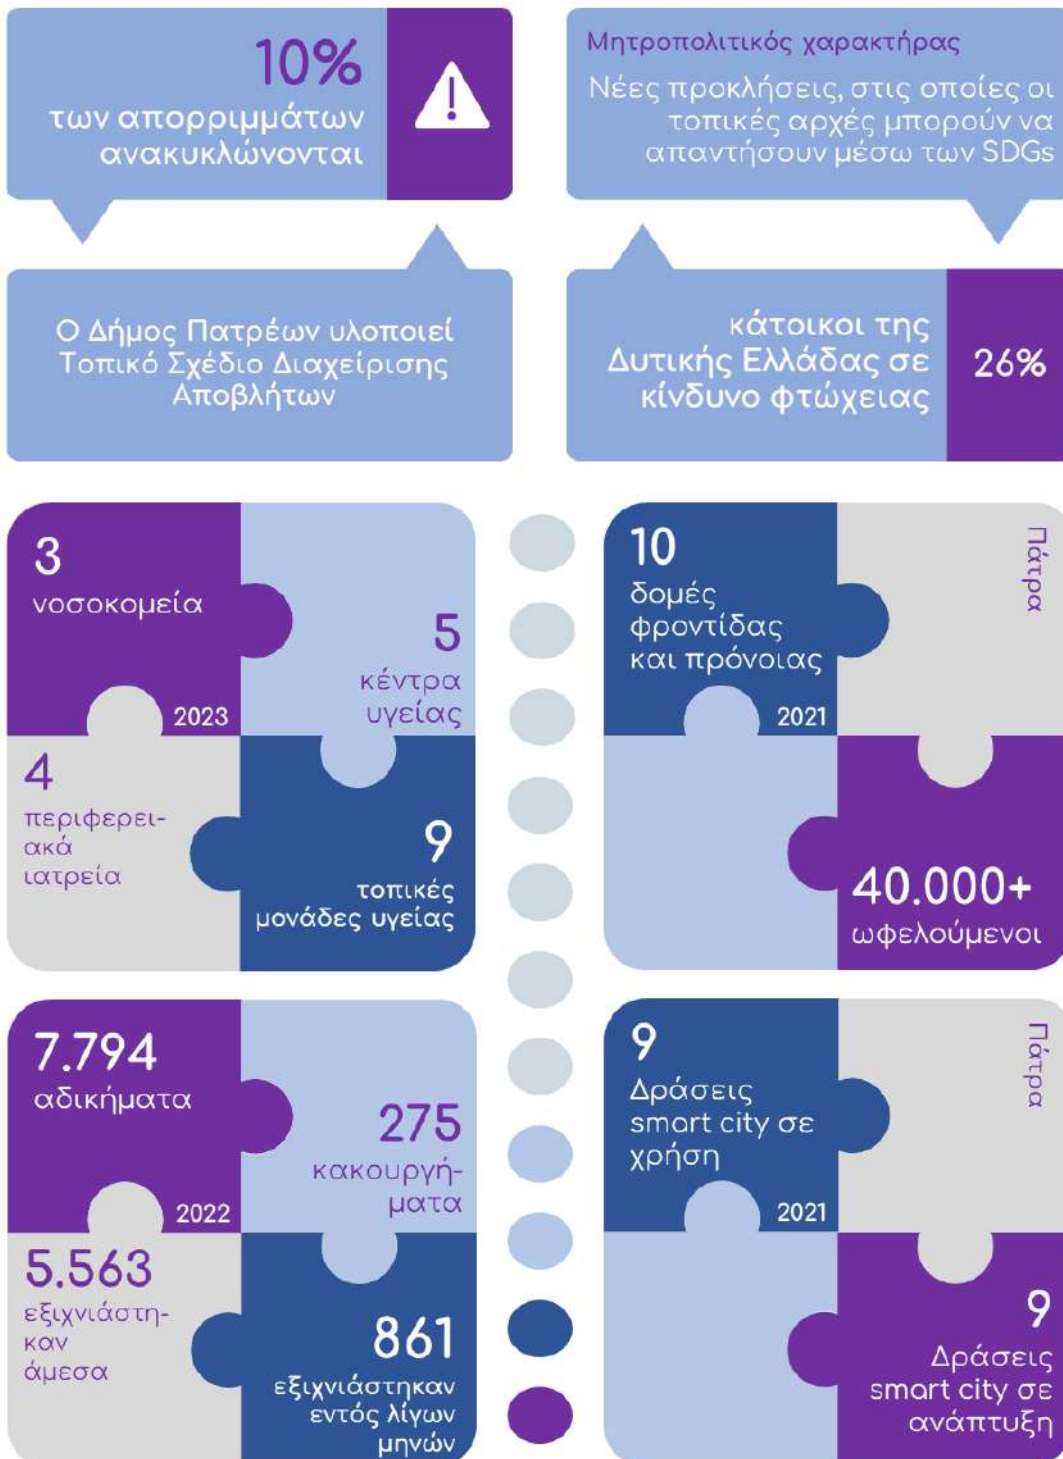 10%
των απορριμμάτων
ανακυκλώνονται
Μητροπολιτικός χαρακτήρας
Νέες προκλήσεις, στις οποίες οι
τοπικές αρχές μπορούν να
απαντήσουν μέσω των SDGs
Ο Δήμος Πατρέων υλοποιεί
Τοπικό Σχέδιο Διαχείρισης
Αποβλήτων
κάτοικοι της
Δυτικής Ελλάδας σε
κίνδυνο φτώχειας
26%
3
νοσοκομεία
2023
5
κέντρα
υγείας
4
περιφερει-
ακά
ιατρεία
9
τοπικές
μονάδες υγείας
10
δομές
φροντίδας
και πρόνοιας
2021
Πάτρα
40.000+
ωφελούμενοι
7.794
αδικήματα
2022
275
κακουργή-
ματα
5.563
εξιχνιάστη-
καν
άμεσα
861
εξιχνιάστηκαν
εντός λίγων
μηνών
9
Δράσεις
smart city σε
χρήση
2021
Πάτρα
9
Δράσεις
smart city σε
ανάπτυξη